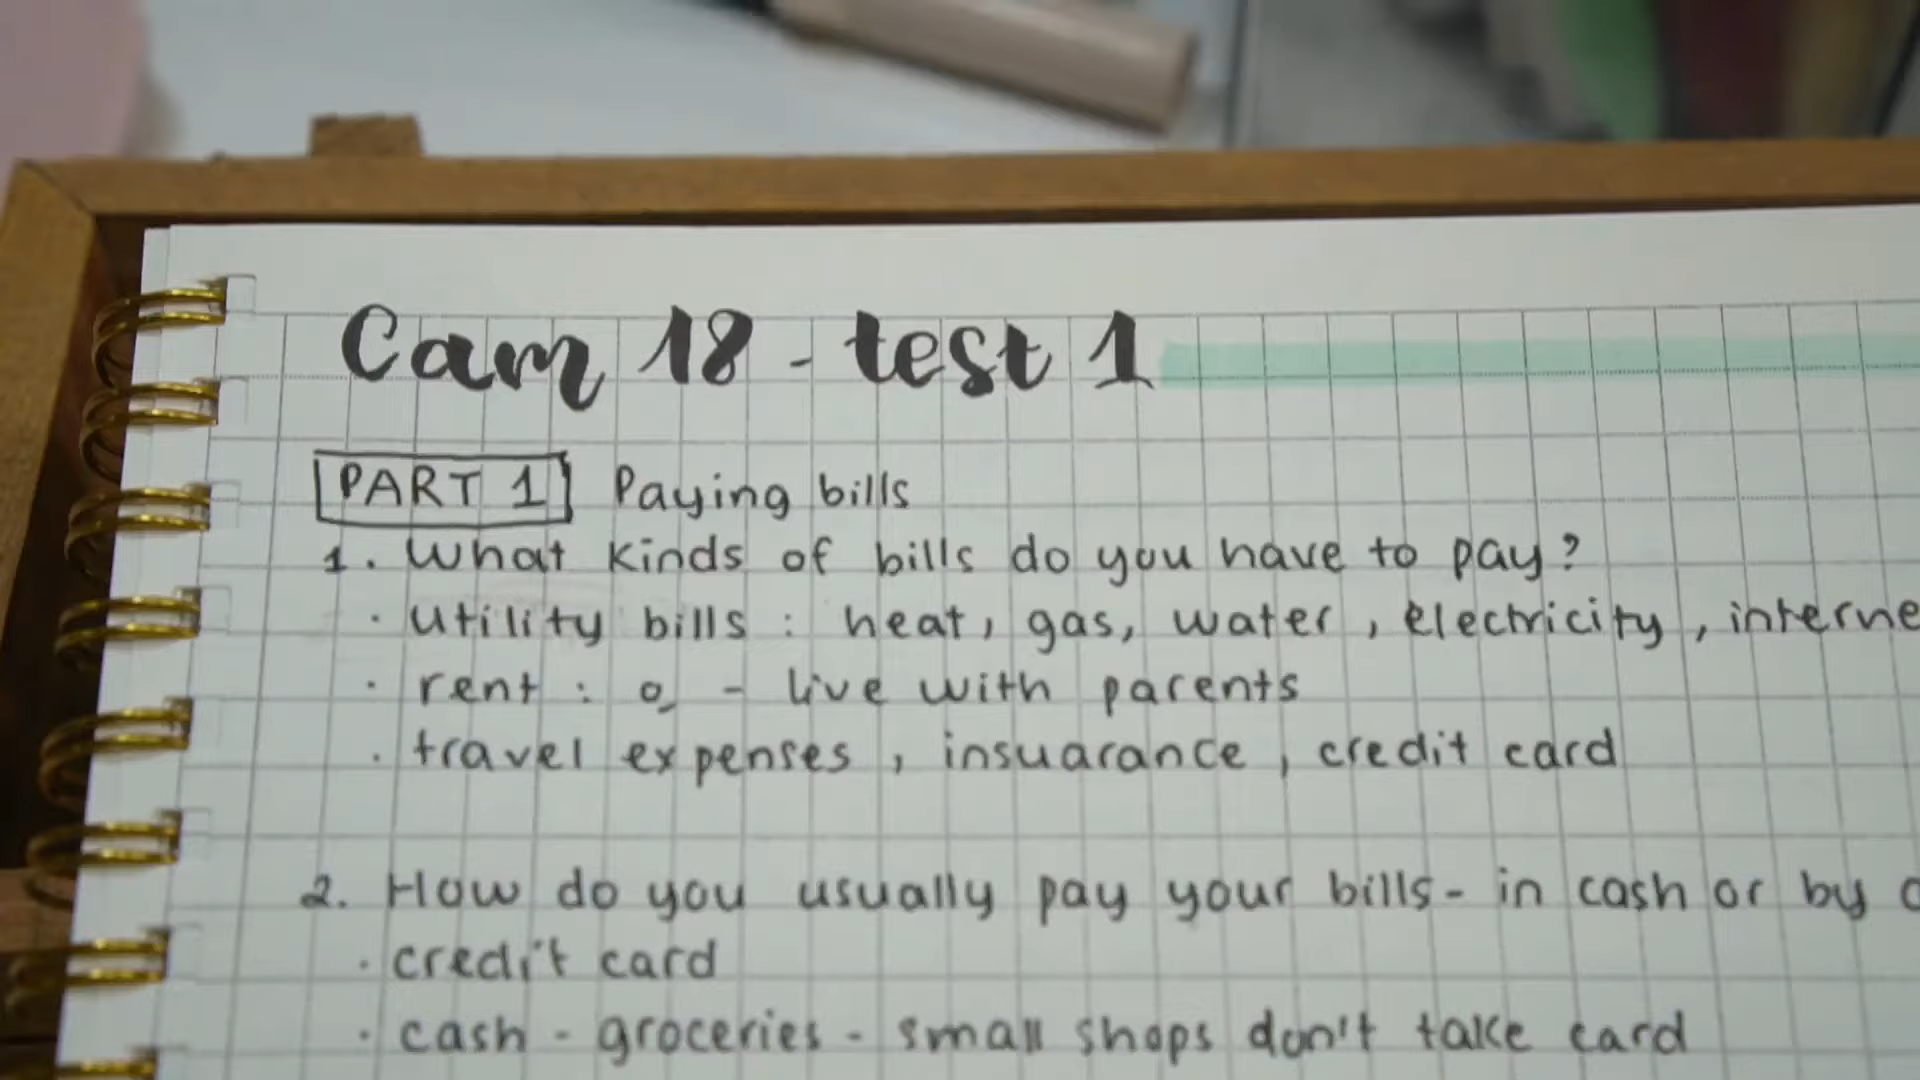 Cam 18 - test 1
PART 1 Paying bills
1. What kinds of bills do you have to pay?
· utility bills : heat, gas, water, electricity, interne
· rent : 0 - live with parents
· travel expenses, insuarance, credit card
2. How do you usually pay your bills - in cash or by
· credit card
· cash - groceries - small shops don't take card